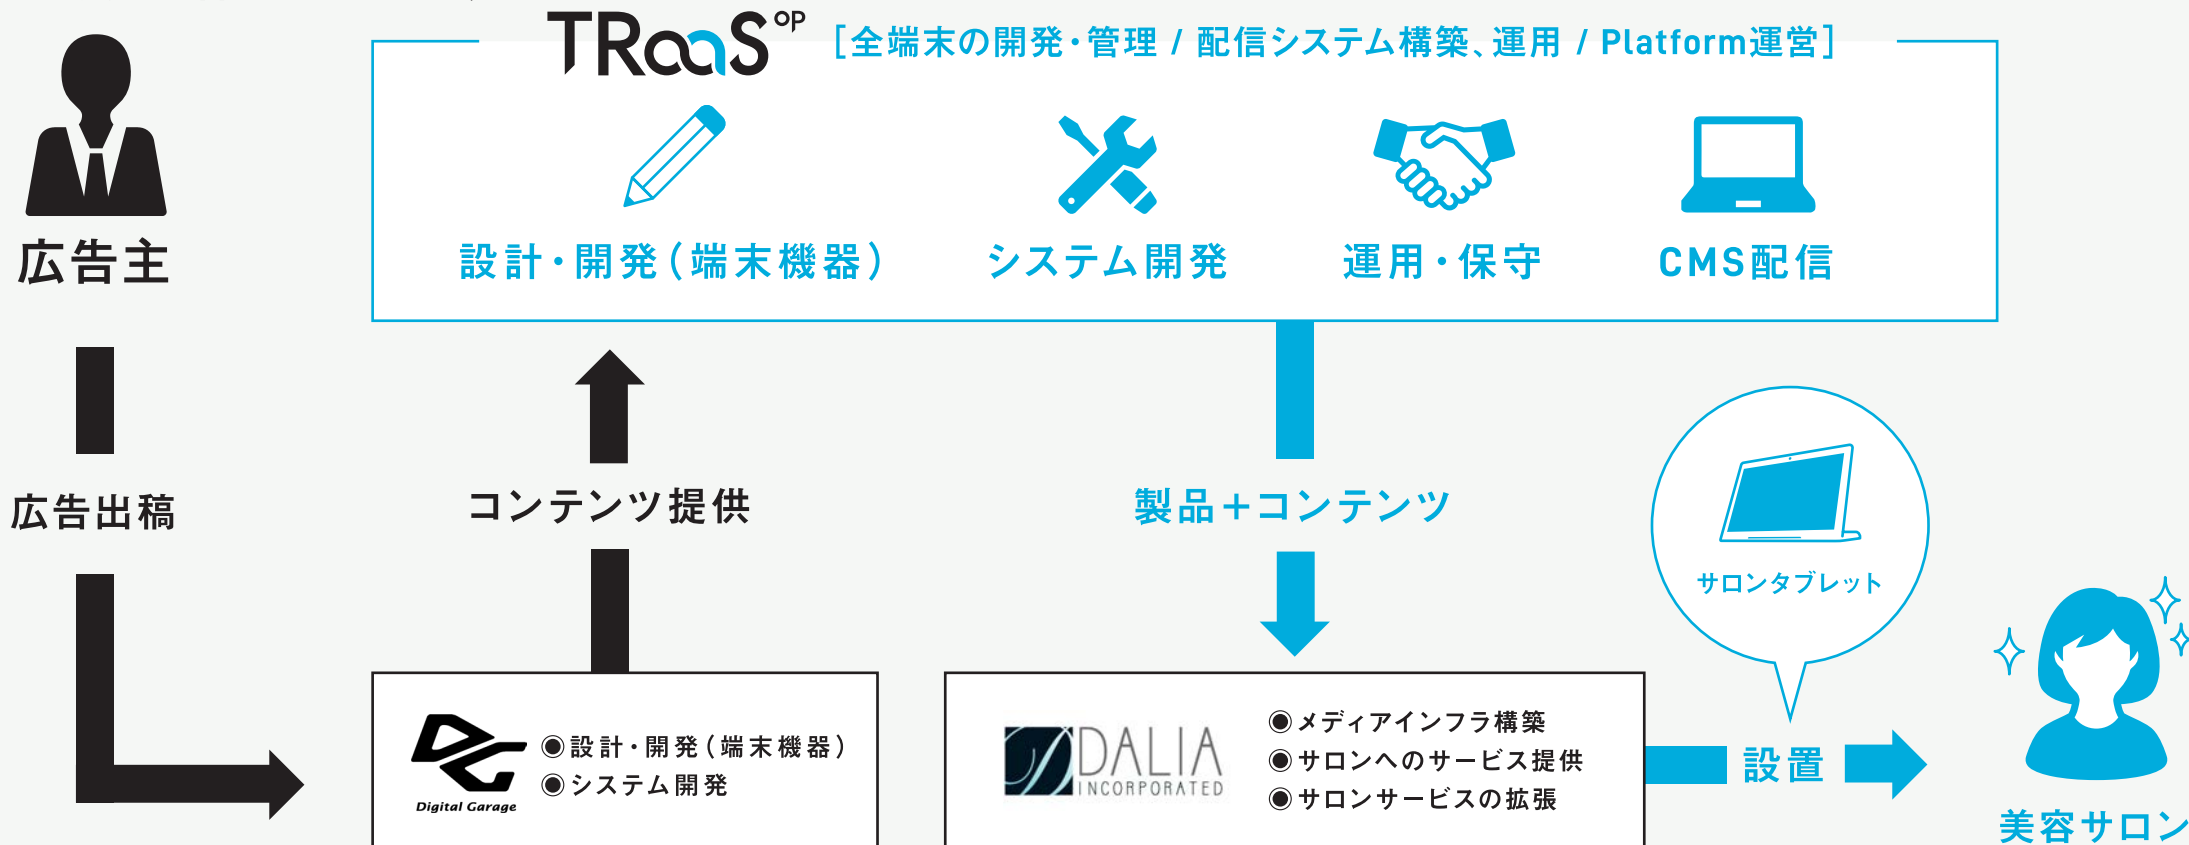 TRaaS OP [全端末の開発・管理 / 配信システム構築、運用 / Platform運営]
設計・開発(端末機器)
システム開発
運用・保守
CMS配信
広告主
広告出稿
コンテンツ提供
製品+コンテンツ
サロンタブレット
Digital Garage
◉設計・開発(端末機器)
◉システム開発
DALIA
INCORPORATED
◉メディアインフラ構築
◉サロンへのサービス提供
◉サロンサービスの拡張
設置
美容サロン